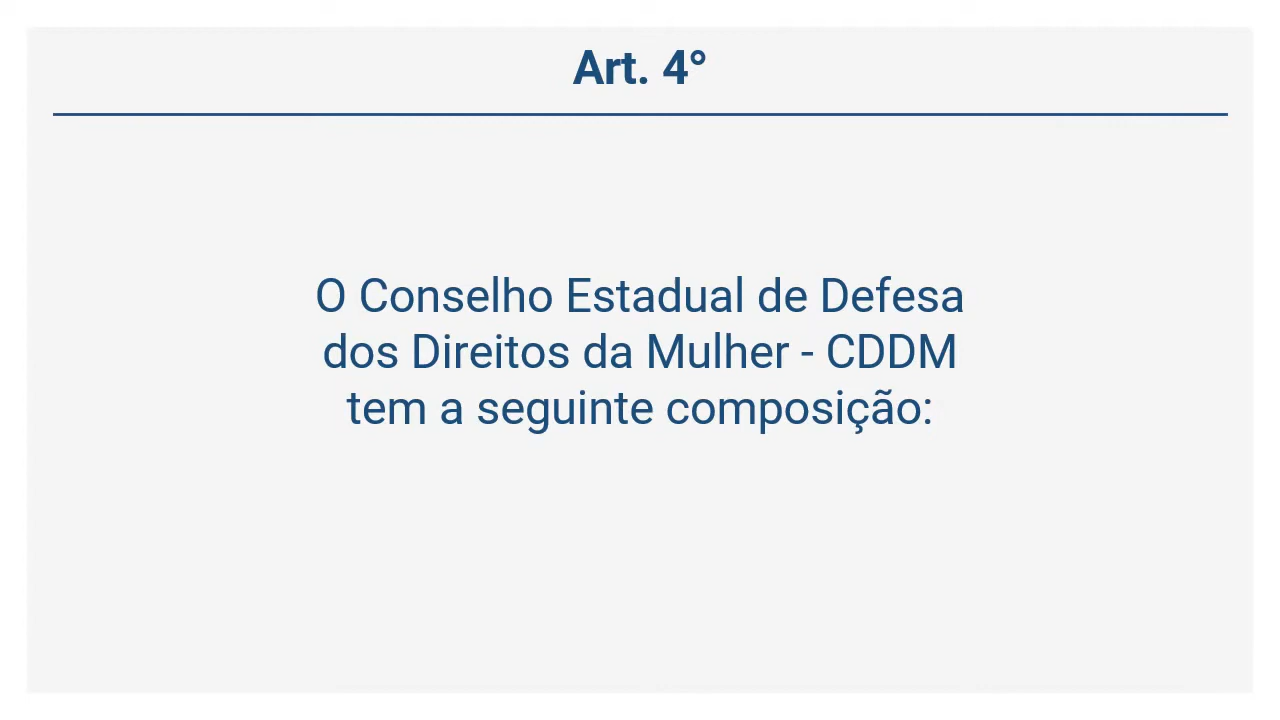 Art. 4°
O Conselho Estadual de Defesa
dos Direitos da Mulher - CDDM
tem a seguinte composição: